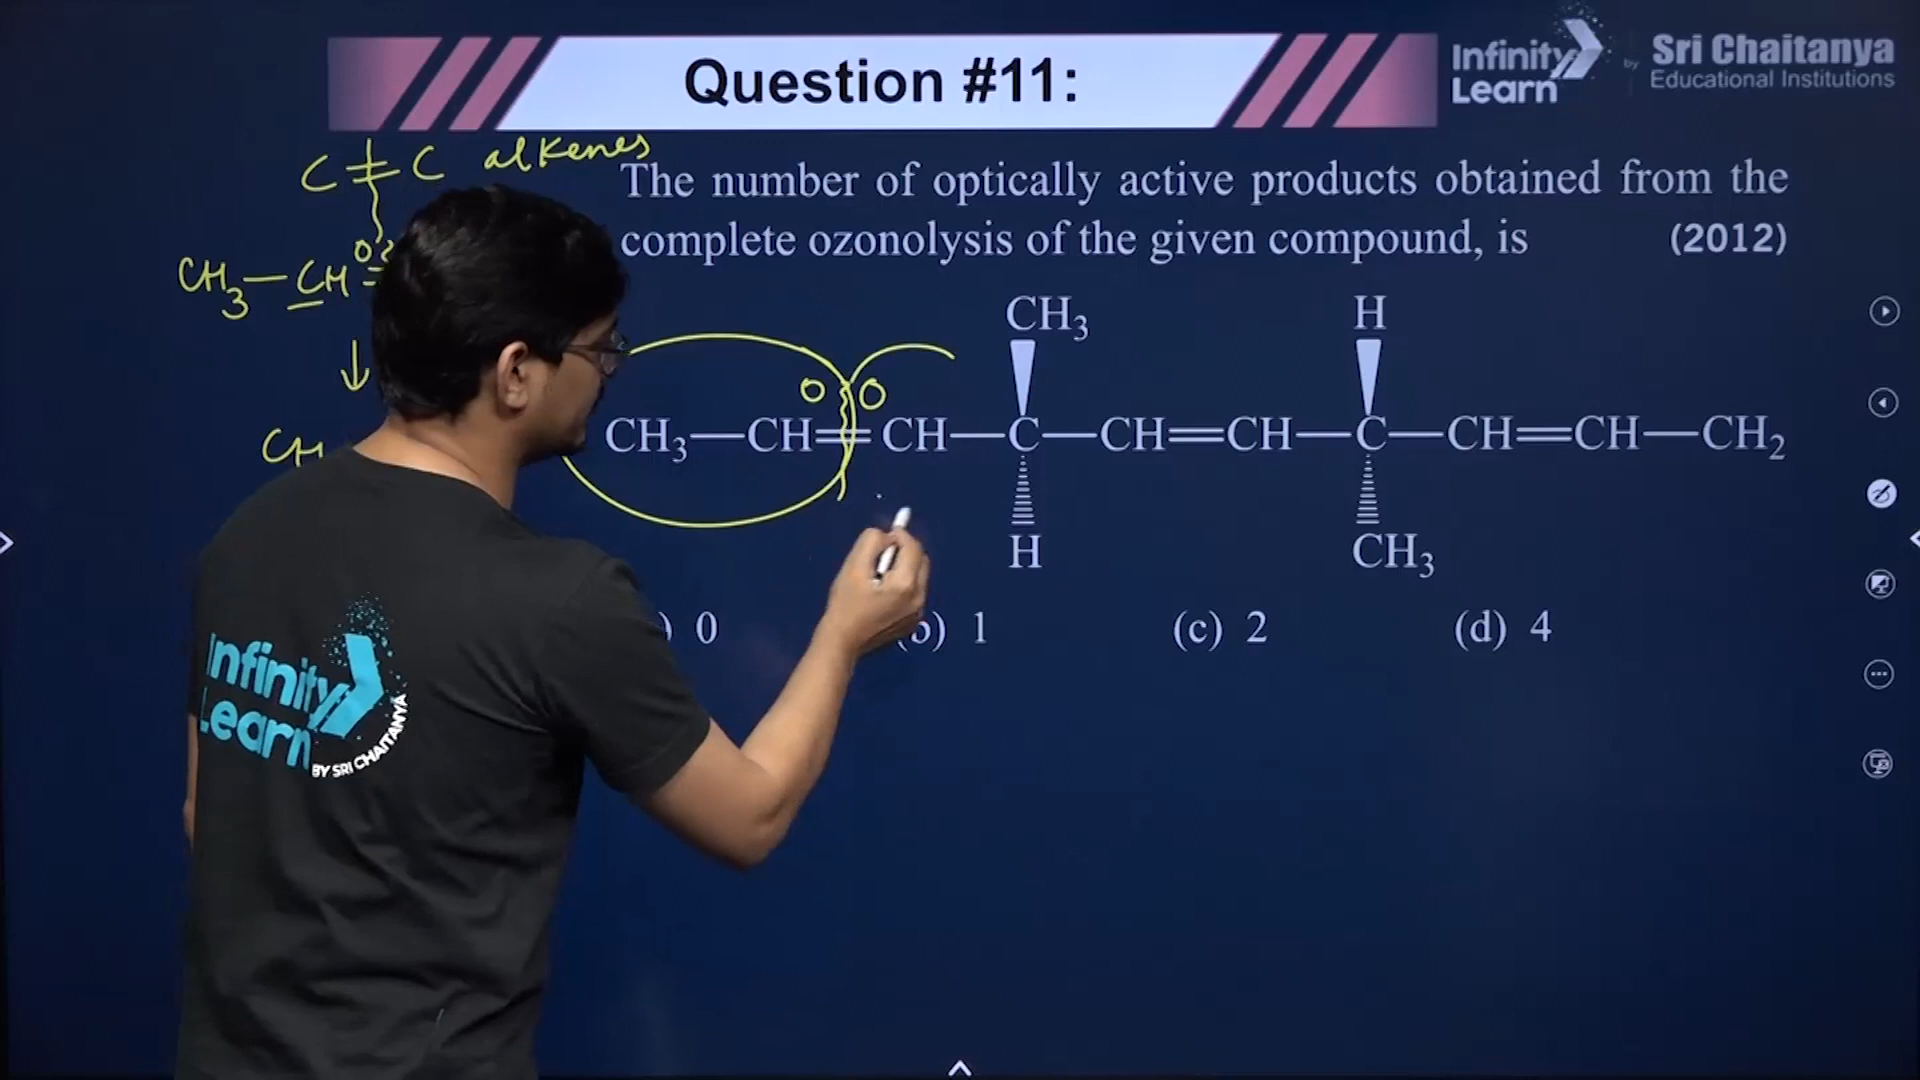 Question #11:
Infinity Learn by Sri Chaitanya Educational Institutions
C = C alkenes
The number of optically active products obtained from the
complete ozonolysis of the given compound, is (2012)
CH3—CH
CH3 H
O O
CH3—CH=CH—C—CH=CH—C—CH=CH—CH2
CH
H CH3
) 0 (b) 1 (c) 2 (d) 4
Infinity
Learn
BY SRI CHAITANYA